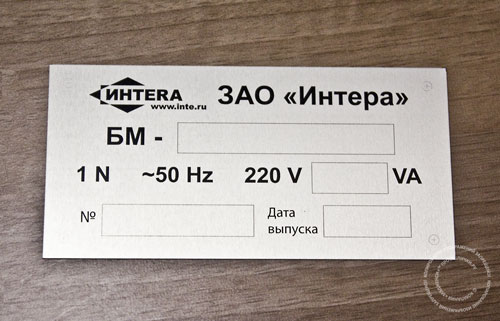 ИНТЕRA
www.inte.ru
ЗАО «Интера»
БМ -
1 N ~50 Hz 220 V VA
№
Дата
выпуска